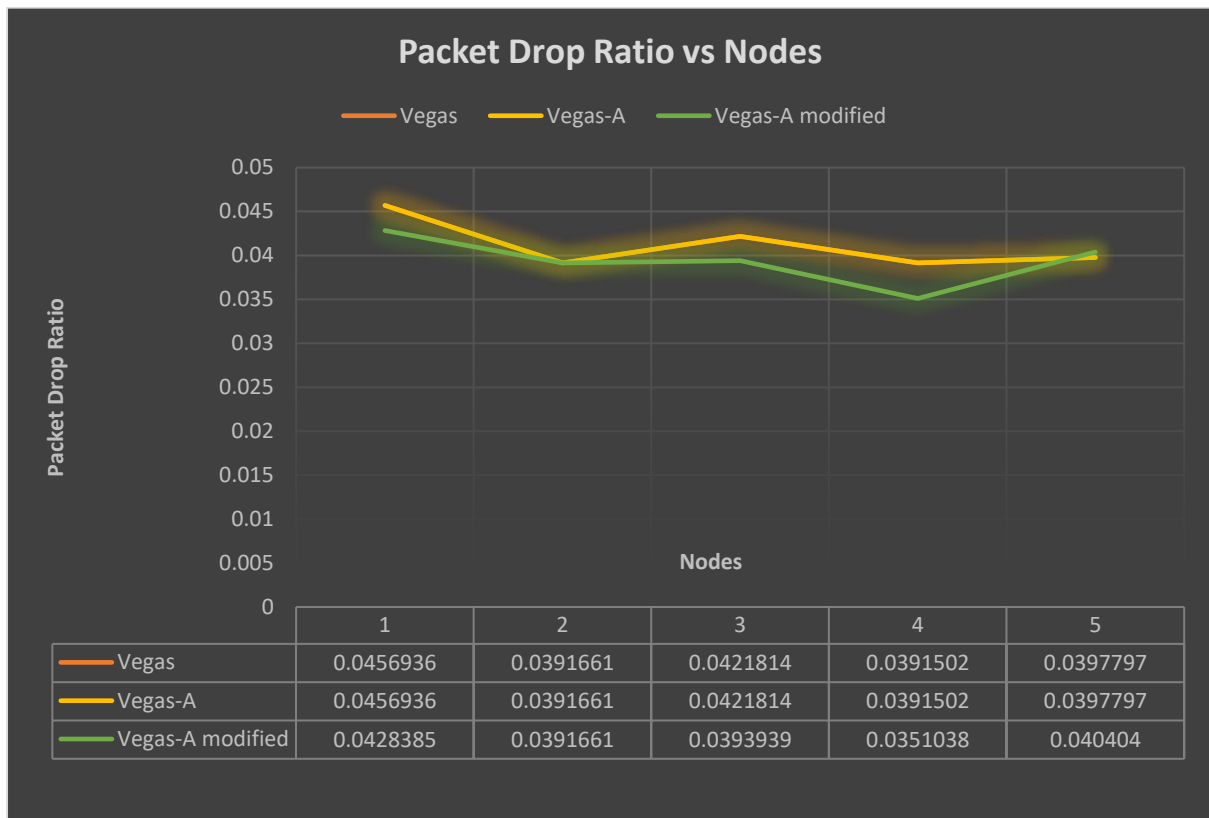 Packet Drop Ratio vs Nodes
Vegas Vegas-A Vegas-A modified
0.05
0.045
0.04
0.035
0.03
0.025
0.02
0.015
0.01
0.005
0
Packet Drop Ratio
Nodes
1 2 3 4 5
Vegas 0.0456936 0.0391661 0.0421814 0.0391502 0.0397797
Vegas-A 0.0456936 0.0391661 0.0421814 0.0391502 0.0397797
Vegas-A modified 0.0428385 0.0391661 0.0393939 0.0351038 0.040404